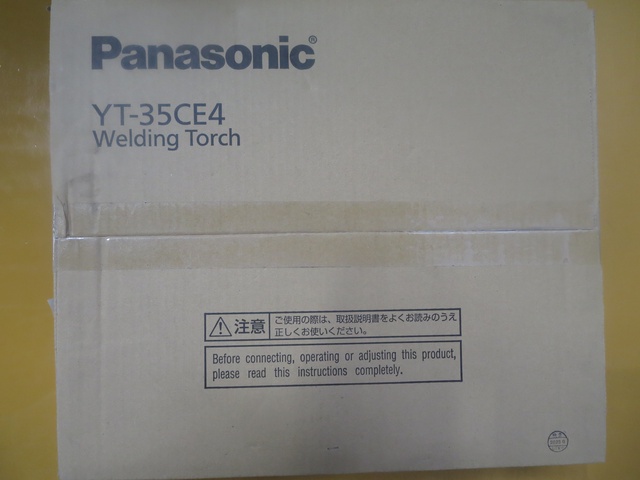 Panasonic®
YT-35CE4
Welding Torch
注意
ご使用の際は、取扱説明書をよくお読みのうえ
正しくお使いください。
Before connecting, operating or adjusting this product,
please read this instructions completely.